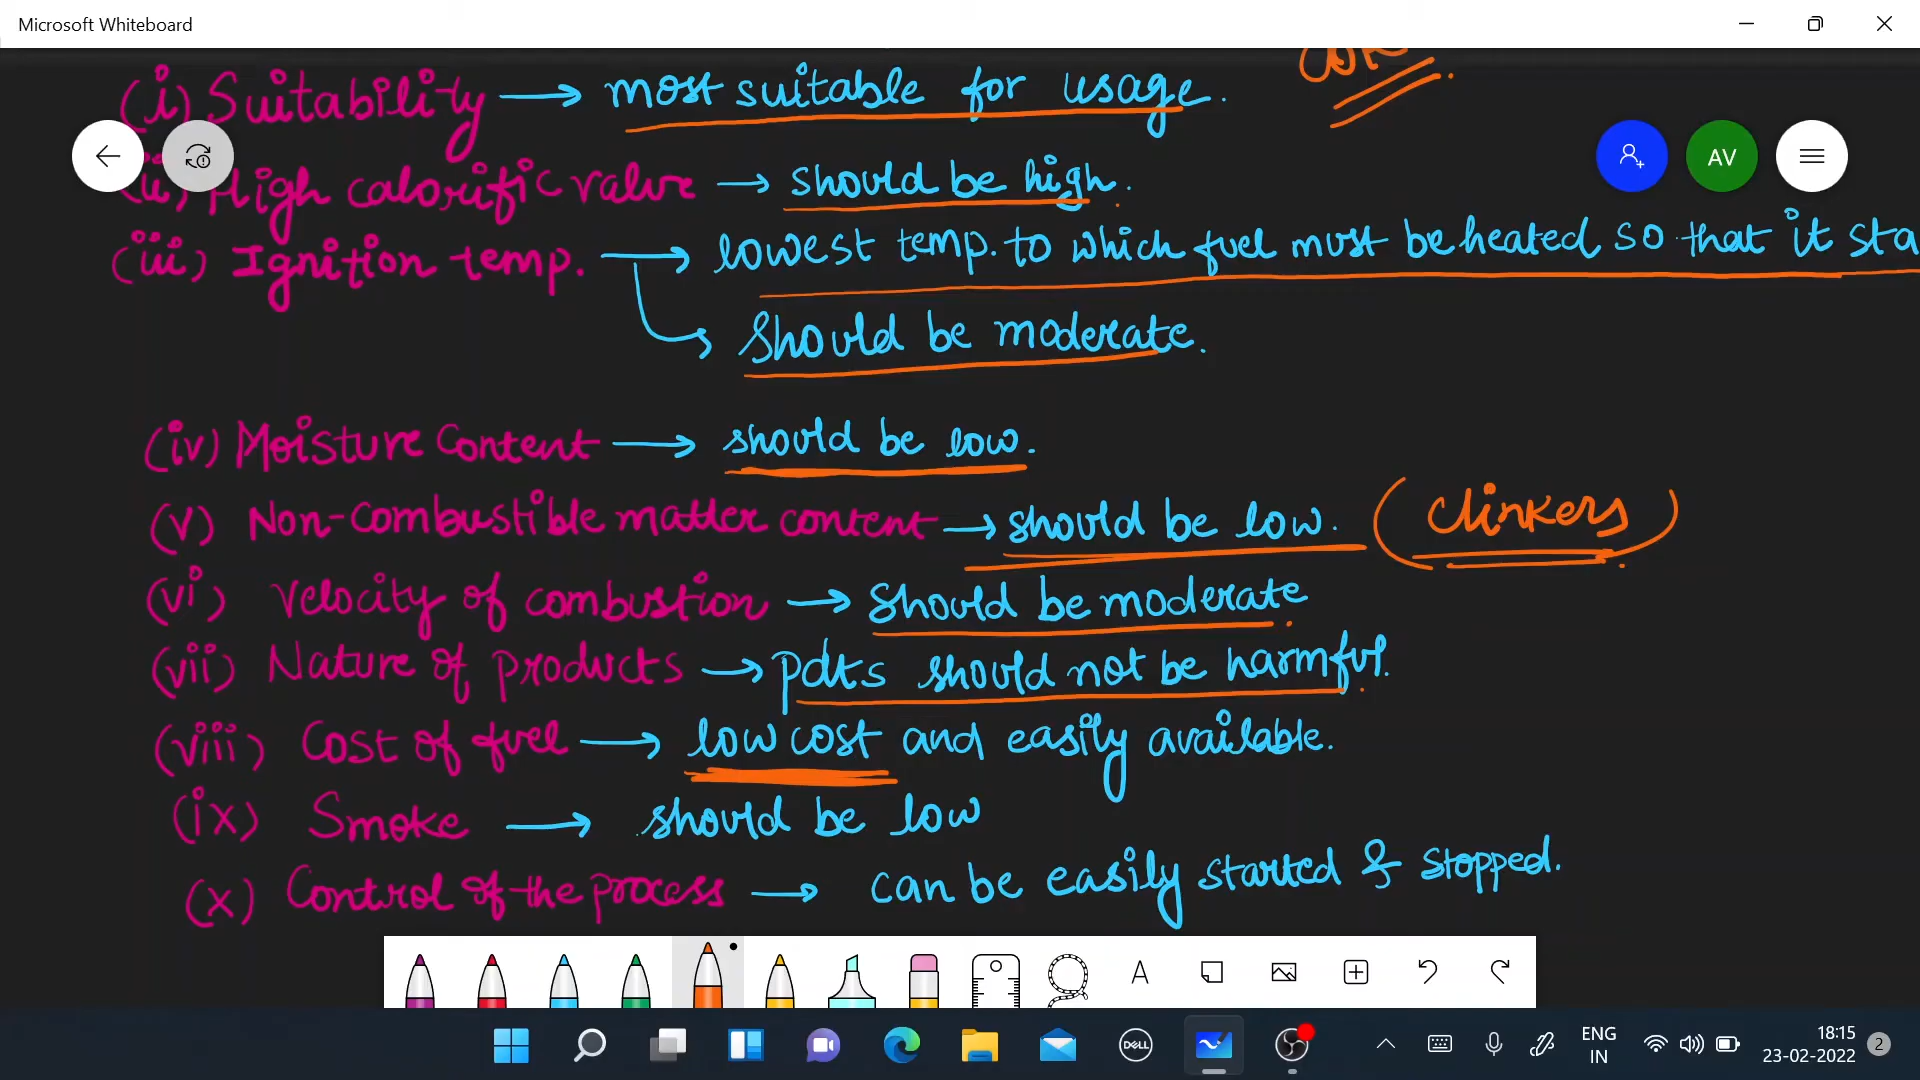 Microsoft Whiteboard
(i) Suitability → most suitable for usage.
(ii) High calorific value → should be high.
AV
(iii) Ignition temp. → lowest temp. to which fuel must be heated so that it sta
→ Should be moderate.
(iv) Moisture Content → should be low.
(v) Non-combustible matter content → should be low. (clinkers)
(vi) Velocity of combustion → Should be moderate
(vii) Nature of products → pdts should not be harmful.
(viii) Cost of fuel → low cost and easily available.
(ix) Smoke → should be low
(x) Control of the process → can be easily started & stopped.
A
DELL
ENG
IN
18:15
23-02-2022
2